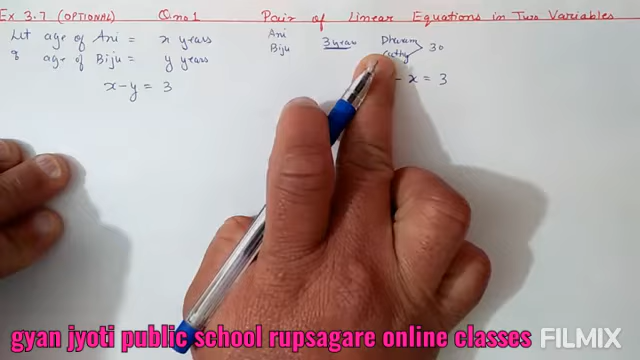 Ex 3.7 (OPTIONAL) Q.no 1 Pair of Linear Equations in Two Variables
Let age of Ani = x years
& age of Biju = y years
x - y = 3
Ani
Biju
3 years
Dharam
Cathy
30
- x = 3
gyan jyoti public school rupsagare online classes
FILMIX